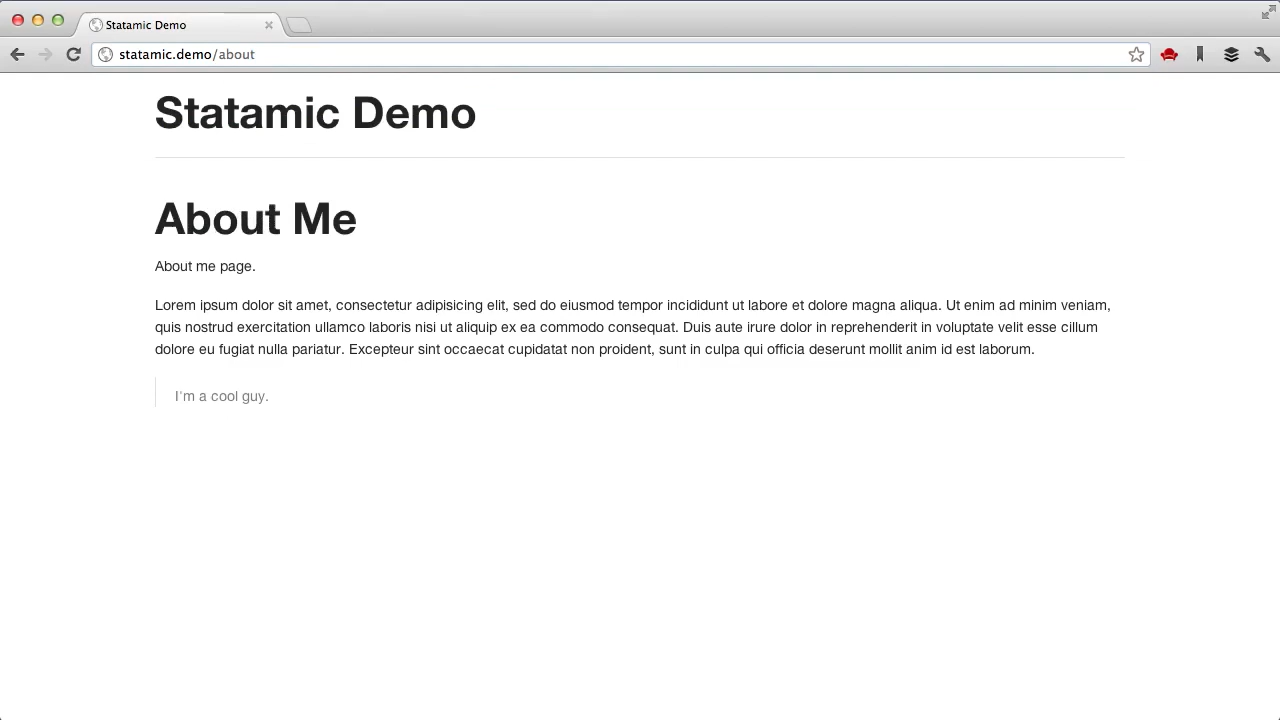 Statamic Demo
statamic.demo/about
Statamic Demo
About Me
About me page.
Lorem ipsum dolor sit amet, consectetur adipisicing elit, sed do eiusmod tempor incididunt ut labore et dolore magna aliqua. Ut enim ad minim veniam,
quis nostrud exercitation ullamco laboris nisi ut aliquip ex ea commodo consequat. Duis aute irure dolor in reprehenderit in voluptate velit esse cillum
dolore eu fugiat nulla pariatur. Excepteur sint occaecat cupidatat non proident, sunt in culpa qui officia deserunt mollit anim id est laborum.
I'm a cool guy.